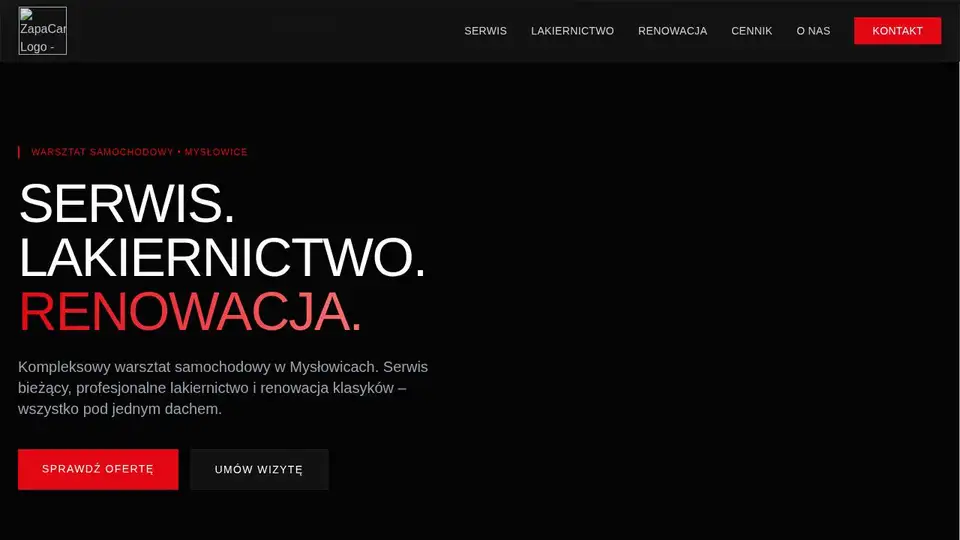 ZapaCar
Logo -
SERWIS
LAKIERNICTWO
RENOWACJA
CENNIK
O NAS
KONTAKT
WARSZTAT SAMOCHODOWY • MYSŁOWICE
SERWIS.
LAKIERNICTWO.
RENOWACJA.
Kompleksowy warsztat samochodowy w Mysłowicach. Serwis
bieżący, profesjonalne lakiernictwo i renowacja klasyków –
wszystko pod jednym dachem.
SPRAWDŹ OFERTĘ
UMÓW WIZYTĘ